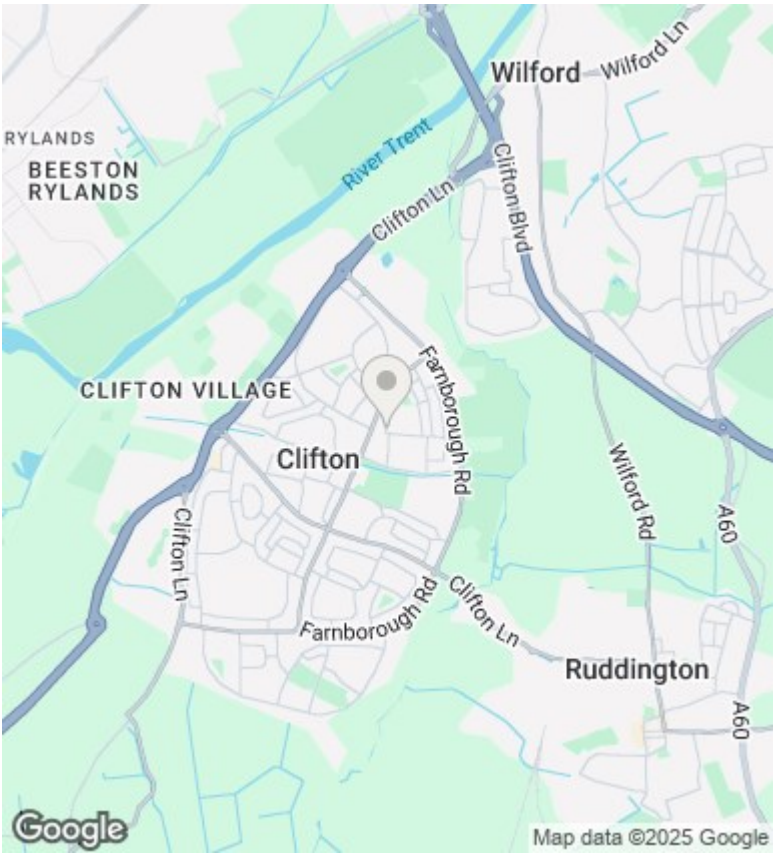 Wilford
Wilford Ln
RYLANDS
BEESTON
RYLANDS
River Trent
Clifton Blvd
Clifton Ln
CLIFTON VILLAGE
Farnborough Rd
Clifton
Wilford Rd
A60
Clifton Ln
Clifton Ln
Farnborough Rd
Ruddington
A60
Google
Map data ©2025 Google